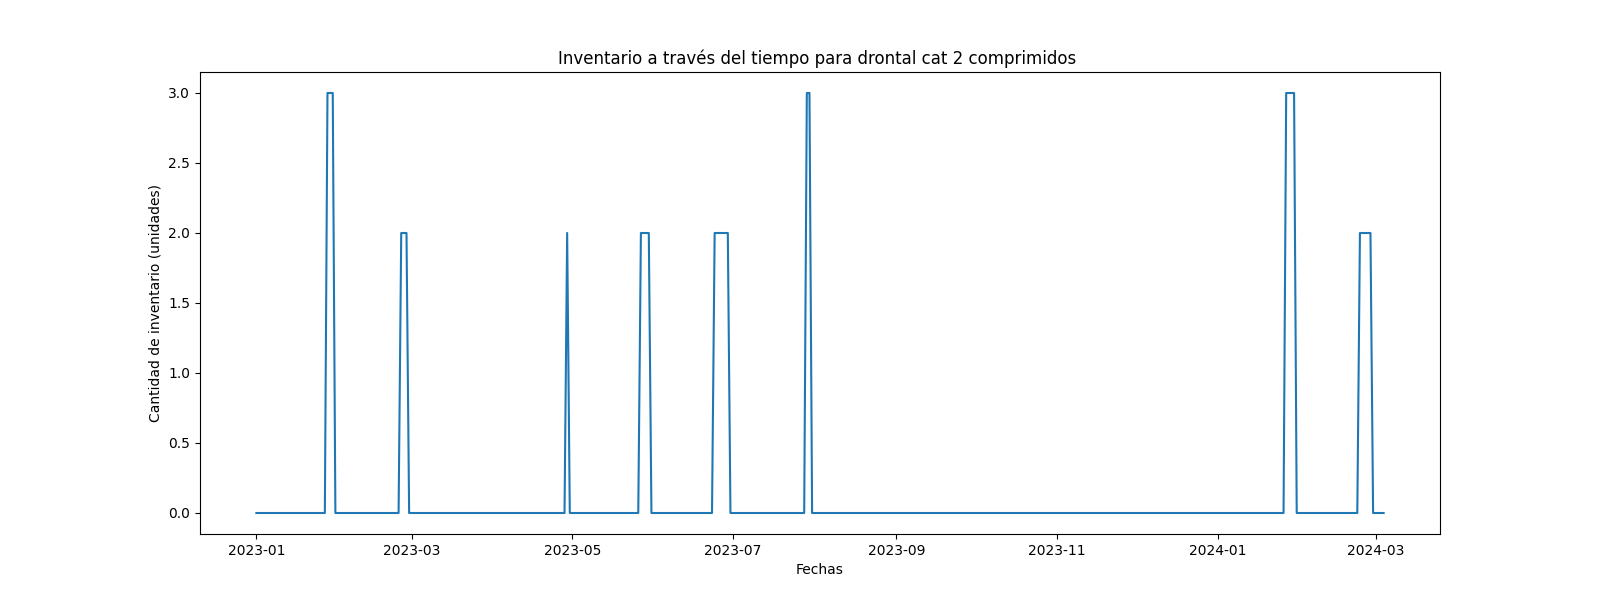 Inventario a través del tiempo para drontal cat 2 comprimidos
Cantidad de inventario (unidades)
3.0
2.5
2.0
1.5
1.0
0.5
0.0
2023-01 2023-03 2023-05 2023-07 2023-09 2023-11 2024-01 2024-03
Fechas